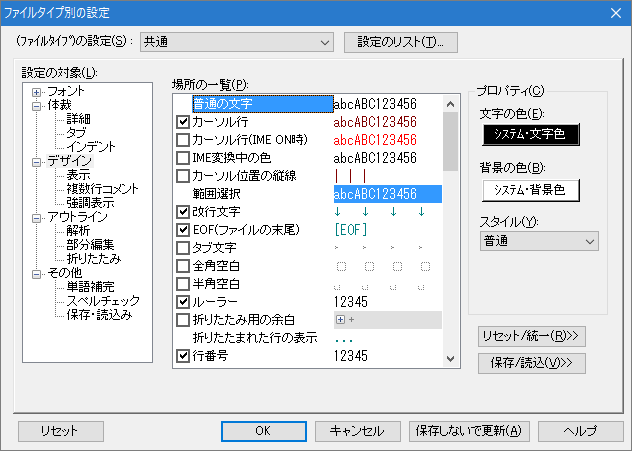 ファイルタイプ別の設定
(ﾌｧｲﾙﾀｲﾌﾟ)の設定(S): 共通 設定のリスト(T)...
設定の対象(L):
フォント
体裁
詳細
タブ
インデント
デザイン
表示
複数行コメント
強調表示
アウトライン
解析
部分編集
折りたたみ
その他
単語補完
スペルチェック
保存・読込み
場所の一覧(P):
普通の文字 abcABC123456
カーソル行 abcABC123456
カーソル行(IME ON時) abcABC123456
IME変換中の色 abcABC123456
カーソル位置の縦線 | | |
範囲選択 abcABC123456
改行文字 ↓ ↓ ↓ ↓
EOF(ファイルの末尾) [EOF]
タブ文字
全角空白
半角空白
ルーラー 12345
折りたたみ用の余白
折りたたまれた行の表示 ...
行番号 12345
プロパティ(C)
文字の色(E):
システム・文字色
背景の色(B):
システム・背景色
スタイル(Y):
普通
リセット/統一(R)>>
保存/読込(V)>>
リセット OK キャンセル 保存しないで更新(A) ヘルプ